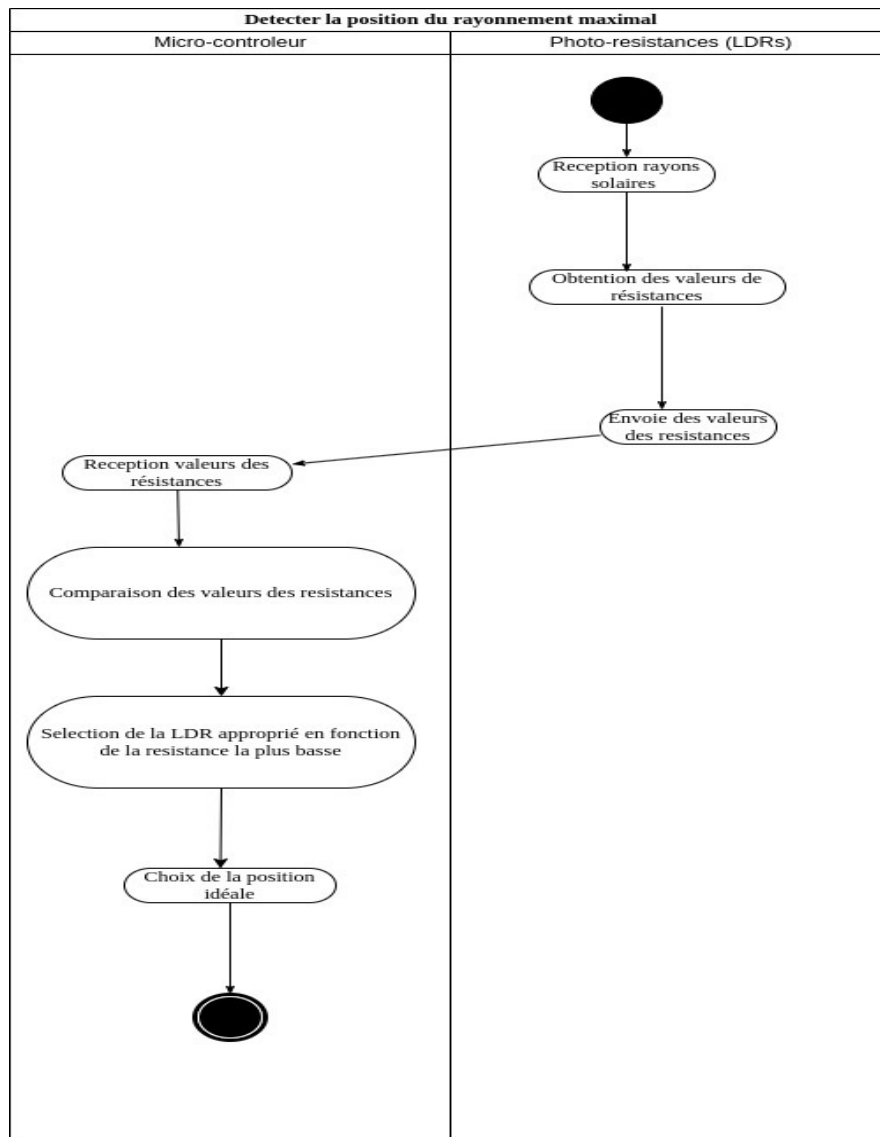 Detecter la position du rayonnement maximal
Micro-controleur
Photo-resistances (LDRs)
Reception rayons
solaires
Obtention des valeurs de
résistances
Envoie des valeurs
des resistances
Reception valeurs des
résistances
Comparaison des valeurs des resistances
Selection de la LDR approprié en fonction
de la resistance la plus basse
Choix de la position
idéale